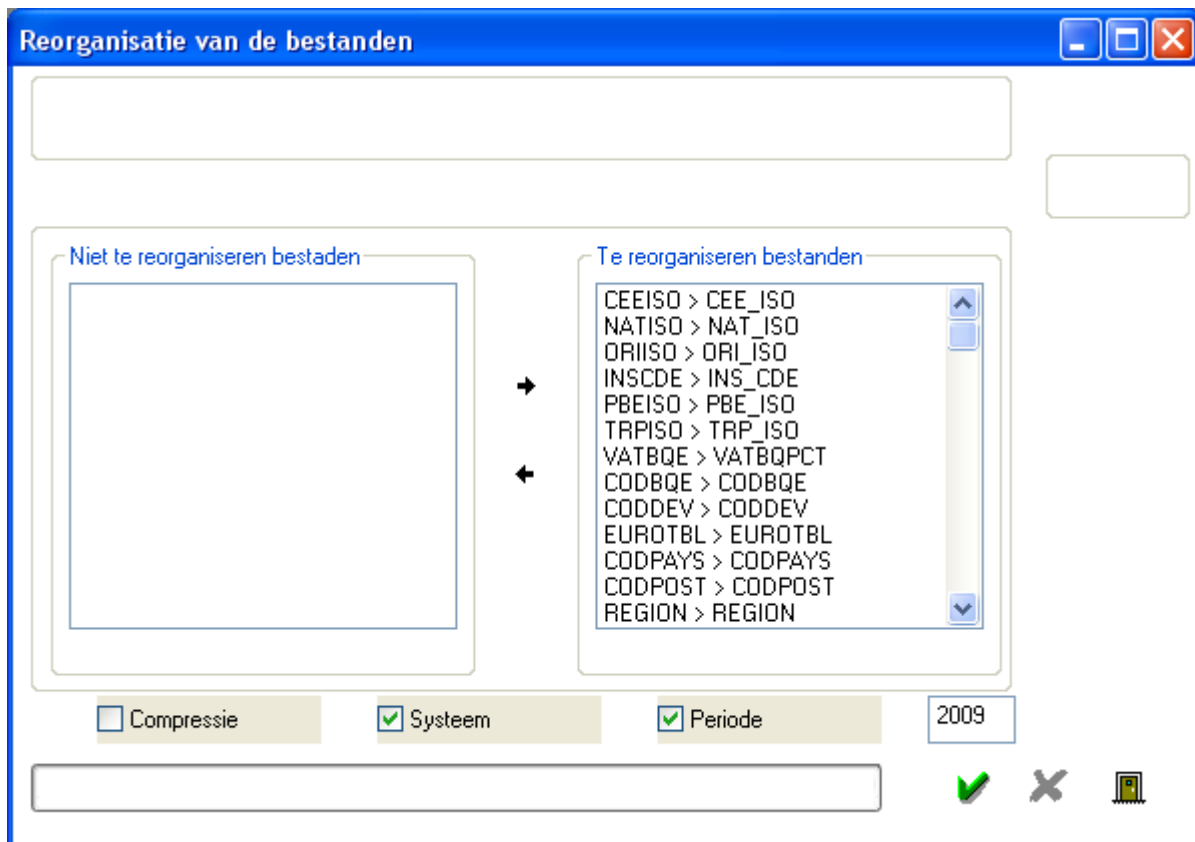 Reorganisatie van de bestanden
Niet te reorganiseren bestaden
Te reorganiseren bestanden
CEEISO > CEE_ISO
NATISO > NAT_ISO
ORIISO > ORI_ISO
INSCDE > INS_CDE
PBEISO > PBE_ISO
TRPISO > TRP_ISO
VATBQE > VATBQPCT
CODBQE > CODBQE
CODDEV > CODDEV
EUROTBL > EUROTBL
CODPAYS > CODPAYS
CODPOST > CODPOST
REGION > REGION
Compressie
Systeem
Periode
2009